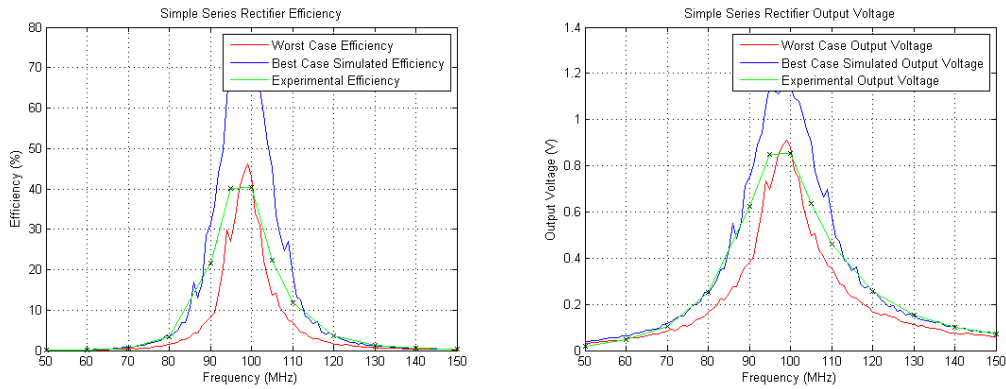 Simple Series Rectifier Efficiency
80
70
60
50
40
30
20
10
0
50 60 70 80 90 100 110 120 130 140 150
Efficiency (%)
Frequency (MHz)
Worst Case Efficiency
Best Case Simulated Efficiency
Experimental Efficiency
Simple Series Rectifier Output Voltage
1.4
1.2
1
0.8
0.6
0.4
0.2
0
50 60 70 80 90 100 110 120 130 140 150
Output Voltage (V)
Frequency (MHz)
Worst Case Output Voltage
Best Case Simulated Output Voltage
Experimental Output Voltage